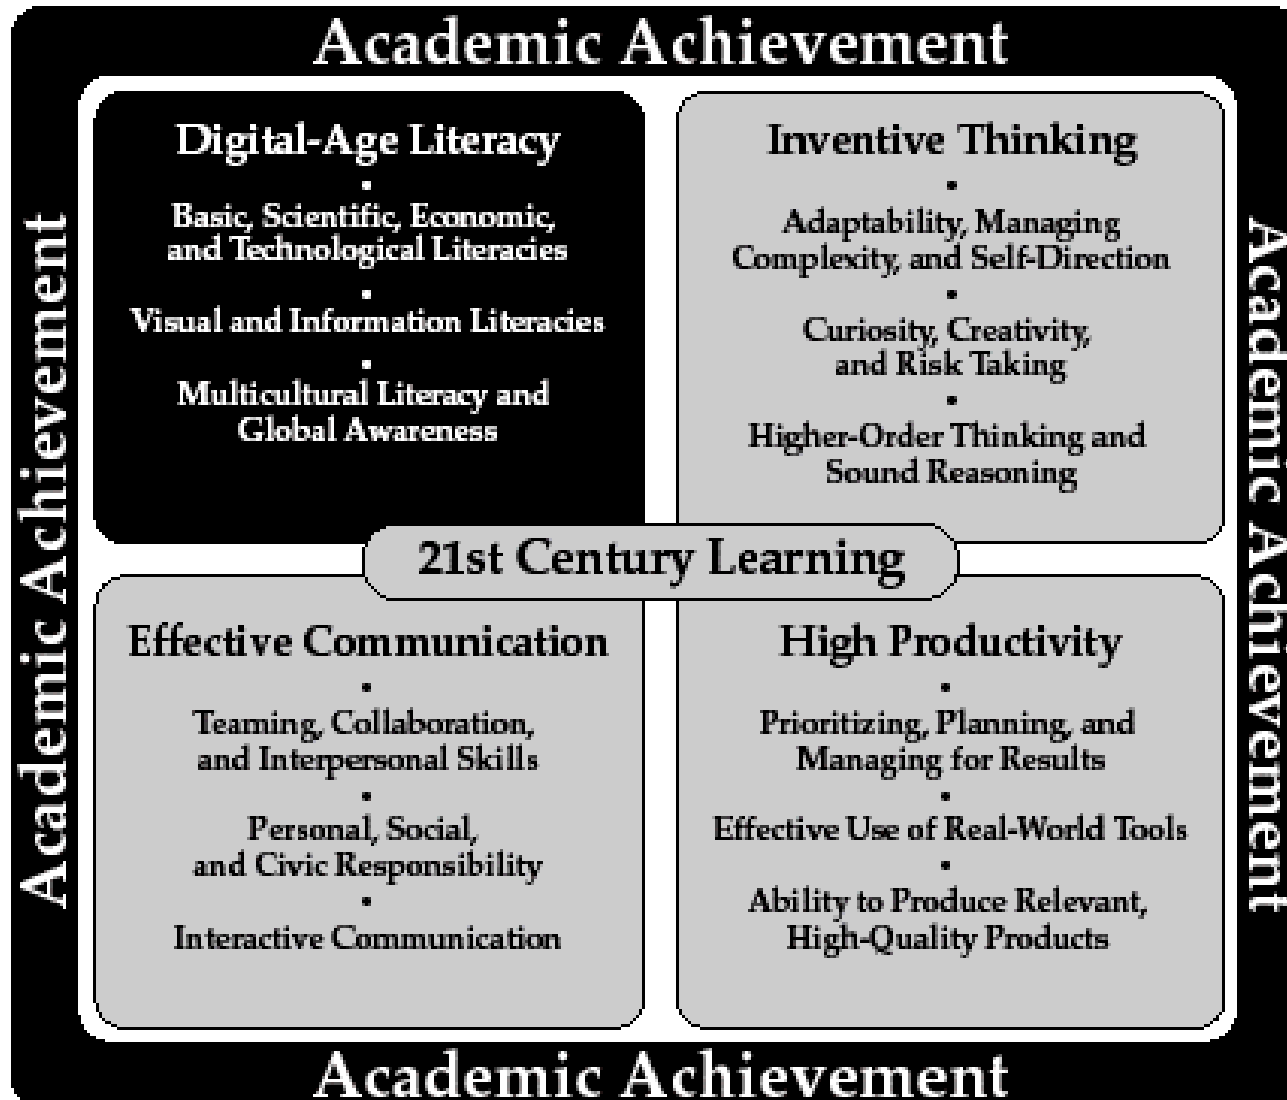 Academic Achievement
Academic Achievement
Digital-Age Literacy
•
Basic, Scientific, Economic,
and Technological Literacies
•
Visual and Information Literacies
•
Multicultural Literacy and
Global Awareness
Inventive Thinking
•
Adaptability, Managing
Complexity, and Self-Direction
•
Curiosity, Creativity,
and Risk Taking
•
Higher-Order Thinking and
Sound Reasoning
21st Century Learning
Effective Communication
•
Teaming, Collaboration,
and Interpersonal Skills
•
Personal, Social,
and Civic Responsibility
•
Interactive Communication
High Productivity
•
Prioritizing, Planning, and
Managing for Results
•
Effective Use of Real-World Tools
•
Ability to Produce Relevant,
High-Quality Products
Academic Achievement
Academic Achievement